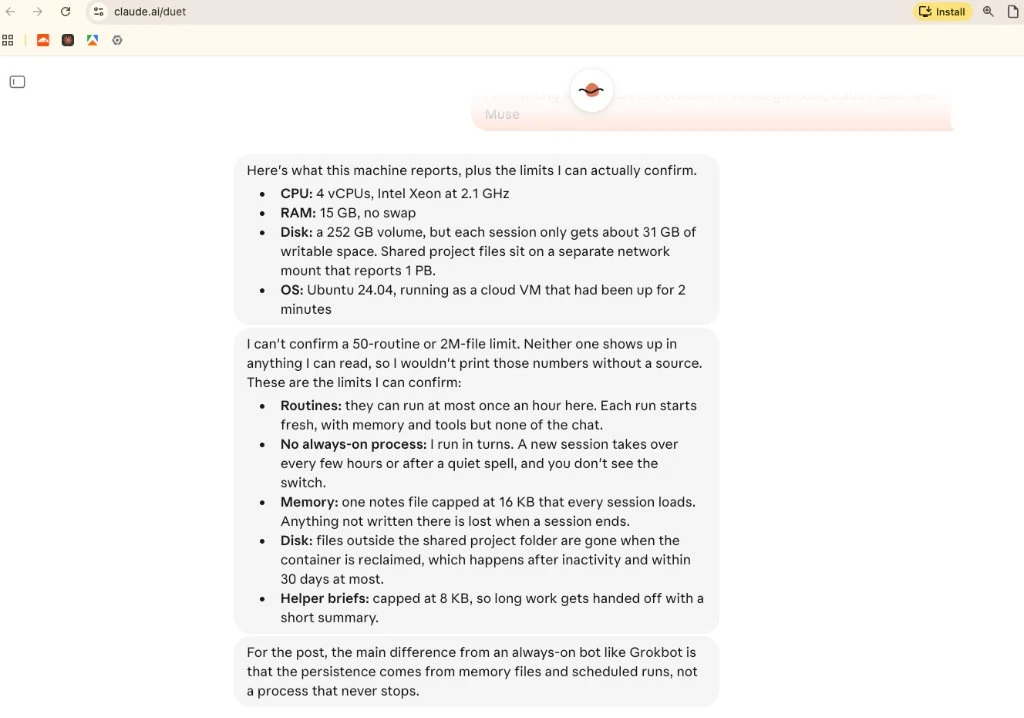 claude.ai/duet
Install
Muse
Here's what this machine reports, plus the limits I can actually confirm.
• CPU: 4 vCPUs, Intel Xeon at 2.1 GHz
• RAM: 15 GB, no swap
• Disk: a 252 GB volume, but each session only gets about 31 GB of
writable space. Shared project files sit on a separate network
mount that reports 1 PB.
• OS: Ubuntu 24.04, running as a cloud VM that had been up for 2
minutes
I can't confirm a 50-routine or 2M-file limit. Neither one shows up in
anything I can read, so I wouldn't print those numbers without a source.
These are the limits I can confirm:
• Routines: they can run at most once an hour here. Each run starts
fresh, with memory and tools but none of the chat.
• No always-on process: I run in turns. A new session takes over
every few hours or after a quiet spell, and you don't see the
switch.
• Memory: one notes file capped at 16 KB that every session loads.
Anything not written there is lost when a session ends.
• Disk: files outside the shared project folder are gone when the
container is reclaimed, which happens after inactivity and within
30 days at most.
• Helper briefs: capped at 8 KB, so long work gets handed off with a
short summary.
For the post, the main difference from an always-on bot like Grokbot is
that the persistence comes from memory files and scheduled runs, not
a process that never stops.